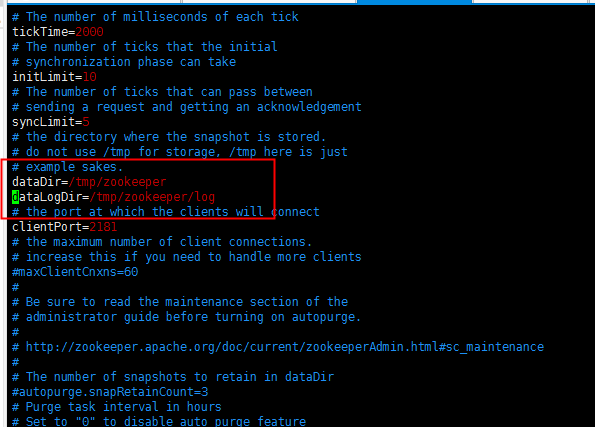 # The number of milliseconds of each tick
tickTime=2000
# The number of ticks that the initial
# synchronization phase can take
initLimit=10
# The number of ticks that can pass between
# sending a request and getting an acknowledgement
syncLimit=5
# the directory where the snapshot is stored.
# do not use /tmp for storage, /tmp here is just
# example sakes.
dataDir=/tmp/zookeeper
dataLogDir=/tmp/zookeeper/log
# the port at which the clients will connect
clientPort=2181
# the maximum number of client connections.
# increase this if you need to handle more clients
#maxClientCnxns=60
#
# Be sure to read the maintenance section of the
# administrator guide before turning on autopurge.
#
# http://zookeeper.apache.org/doc/current/zookeeperAdmin.html#sc_maintenance
#
# The number of snapshots to retain in dataDir
#autopurge.snapRetainCount=3
# Purge task interval in hours
# Set to "0" to disable auto purge feature